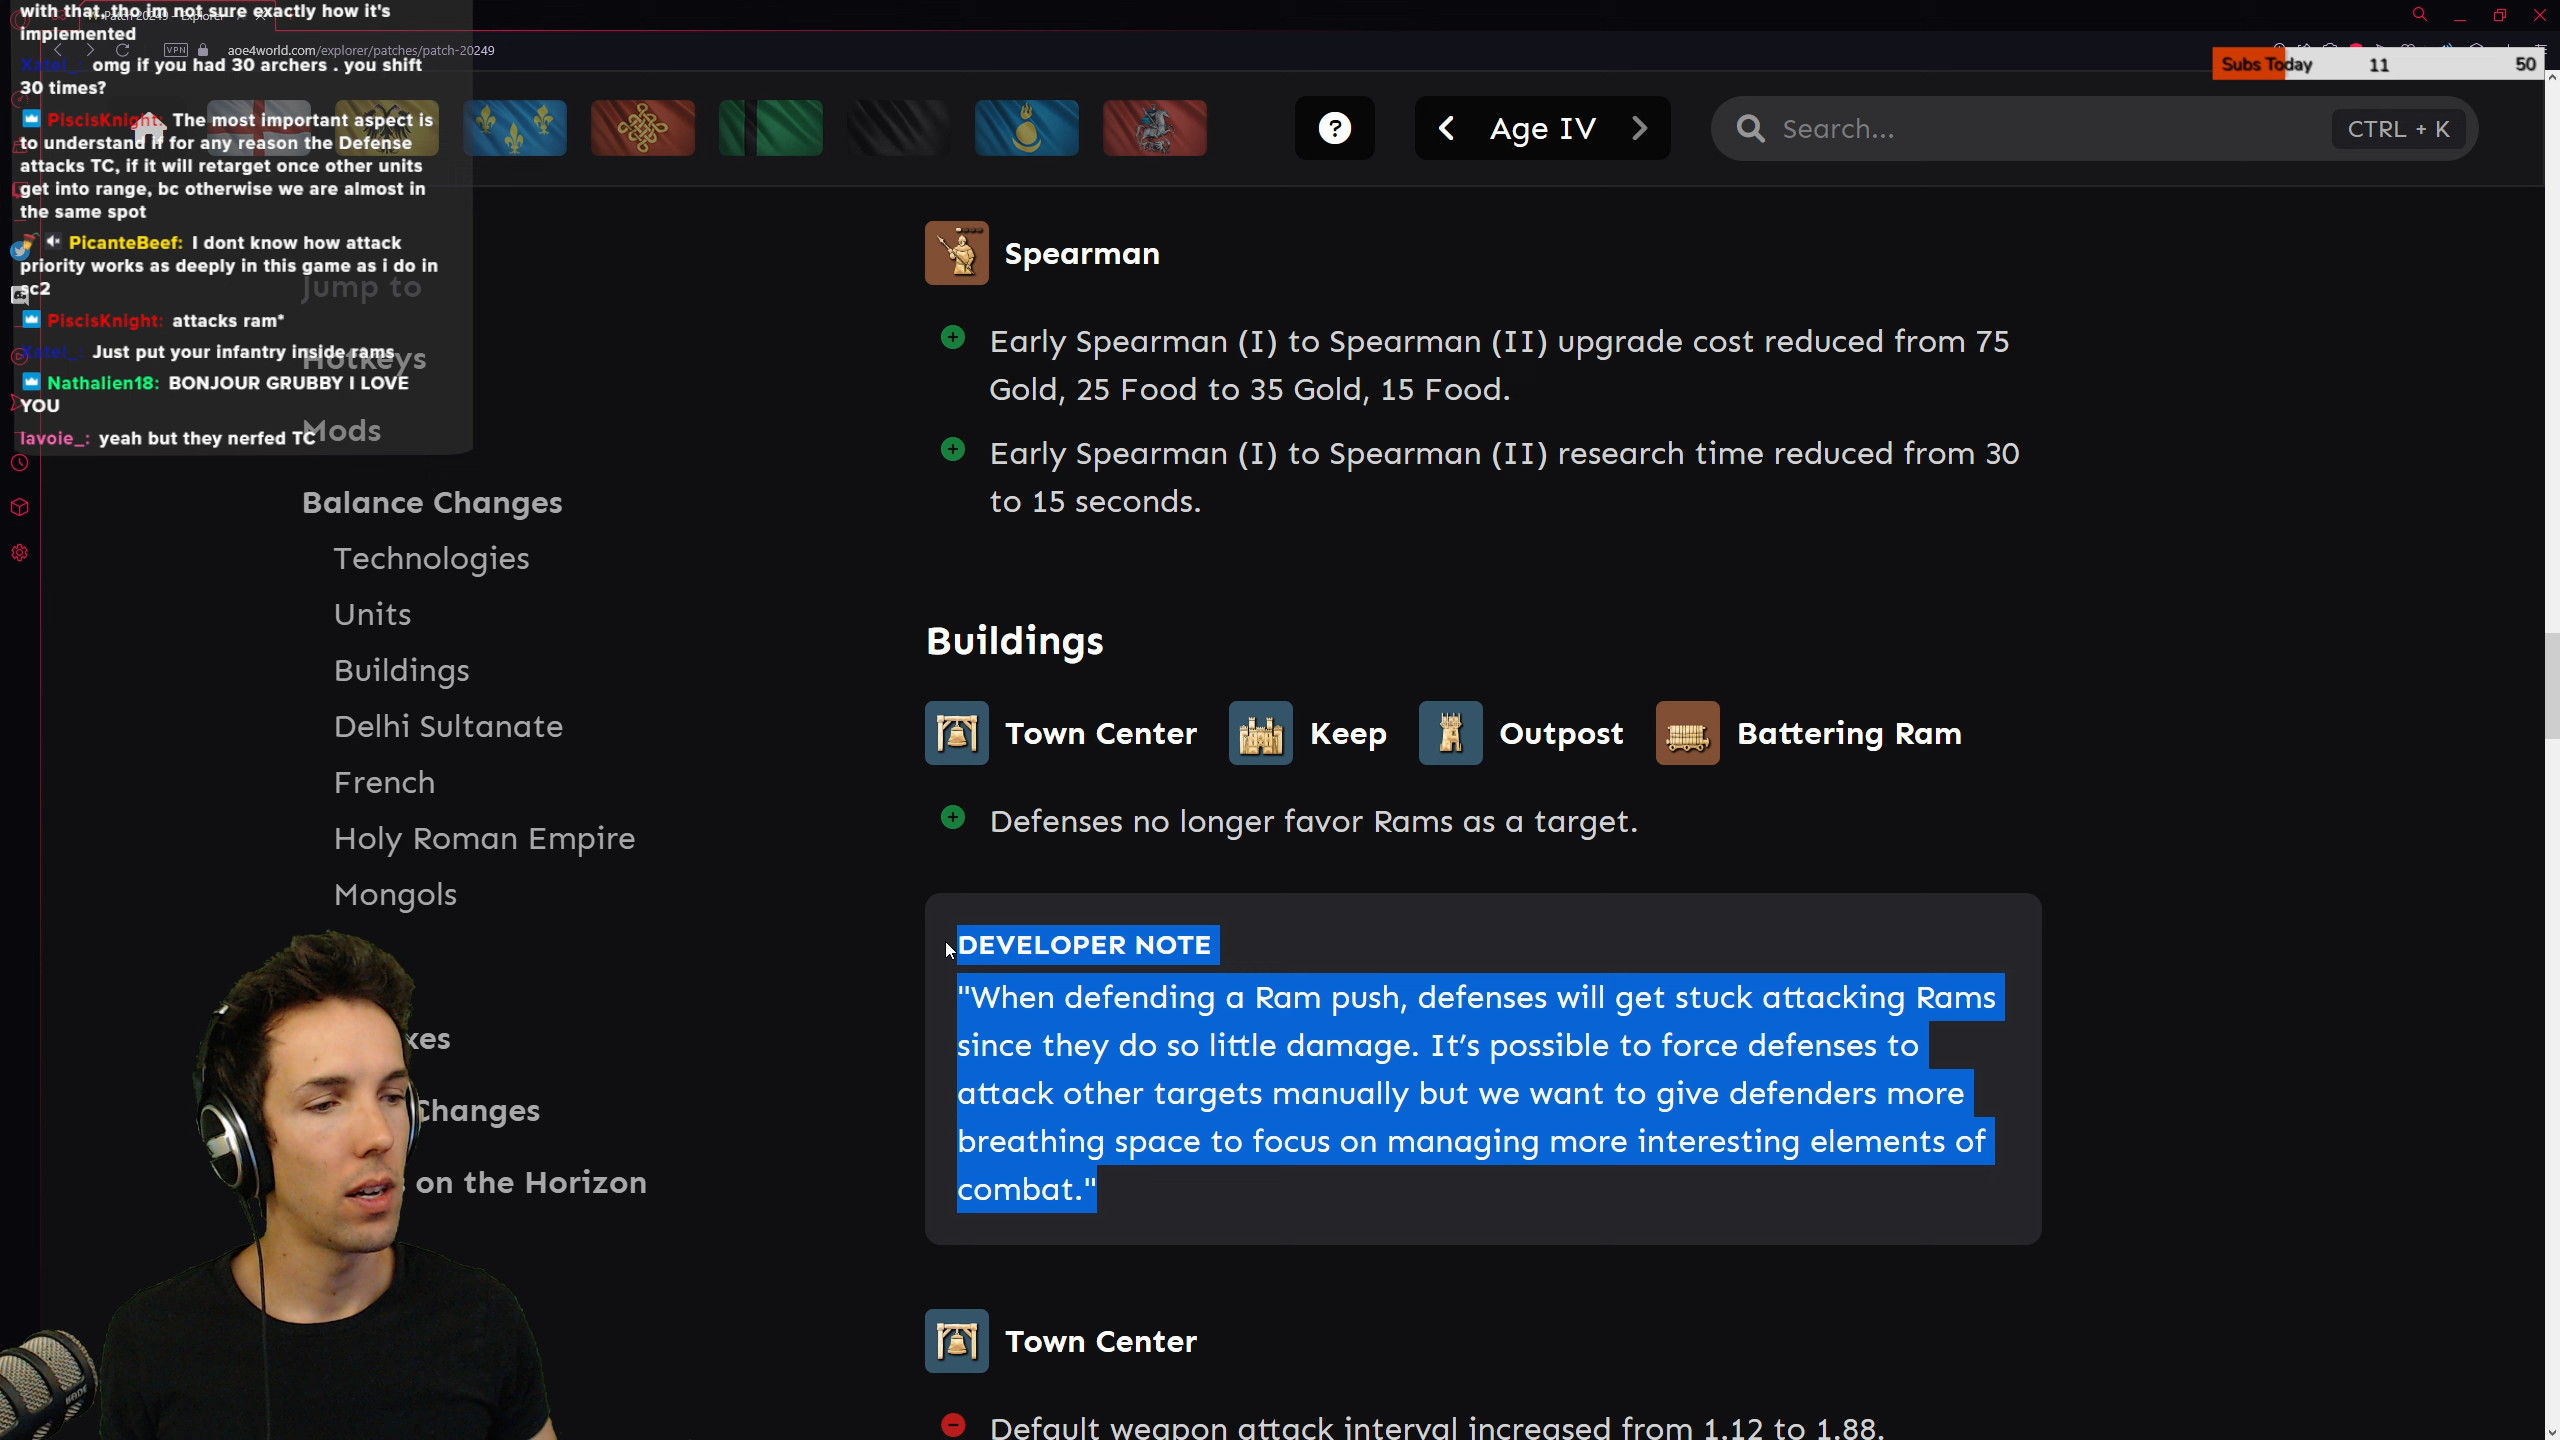 with that, tho im not sure exactly how it's
implemented
omg if you had 30 archers . you shift
30 times?
PiscisKnight: The most important aspect is
to understand if for any reason the Defense
attacks TC, if it will retarget once other units
get into range, bc otherwise we are almost in
the same spot
PicanteBeef: I dont know how attack
priority works as deeply in this game as i do in
sc2
PiscisKnight: attacks ram*
Just put your infantry inside rams
Nathalien18: BONJOUR GRUBBY I LOVE
YOU
lavoie_: yeah but they nerfed TC
VPN
aoe4world.com/explorer/patches/patch-20249
Subs Today 11 50
?
Age IV
Search...
CTRL + K
Jump to
Hotkeys
Mods
Balance Changes
Technologies
Units
Buildings
Delhi Sultanate
French
Holy Roman Empire
Mongols
Changes
on the Horizon
Spearman
Early Spearman (I) to Spearman (II) upgrade cost reduced from 75
Gold, 25 Food to 35 Gold, 15 Food.
Early Spearman (I) to Spearman (II) research time reduced from 30
to 15 seconds.
Buildings
Town Center Keep Outpost Battering Ram
Defenses no longer favor Rams as a target.
DEVELOPER NOTE
"When defending a Ram push, defenses will get stuck attacking Rams
since they do so little damage. It’s possible to force defenses to
attack other targets manually but we want to give defenders more
breathing space to focus on managing more interesting elements of
combat."
Town Center
Default weapon attack interval increased from 1.12 to 1.88.